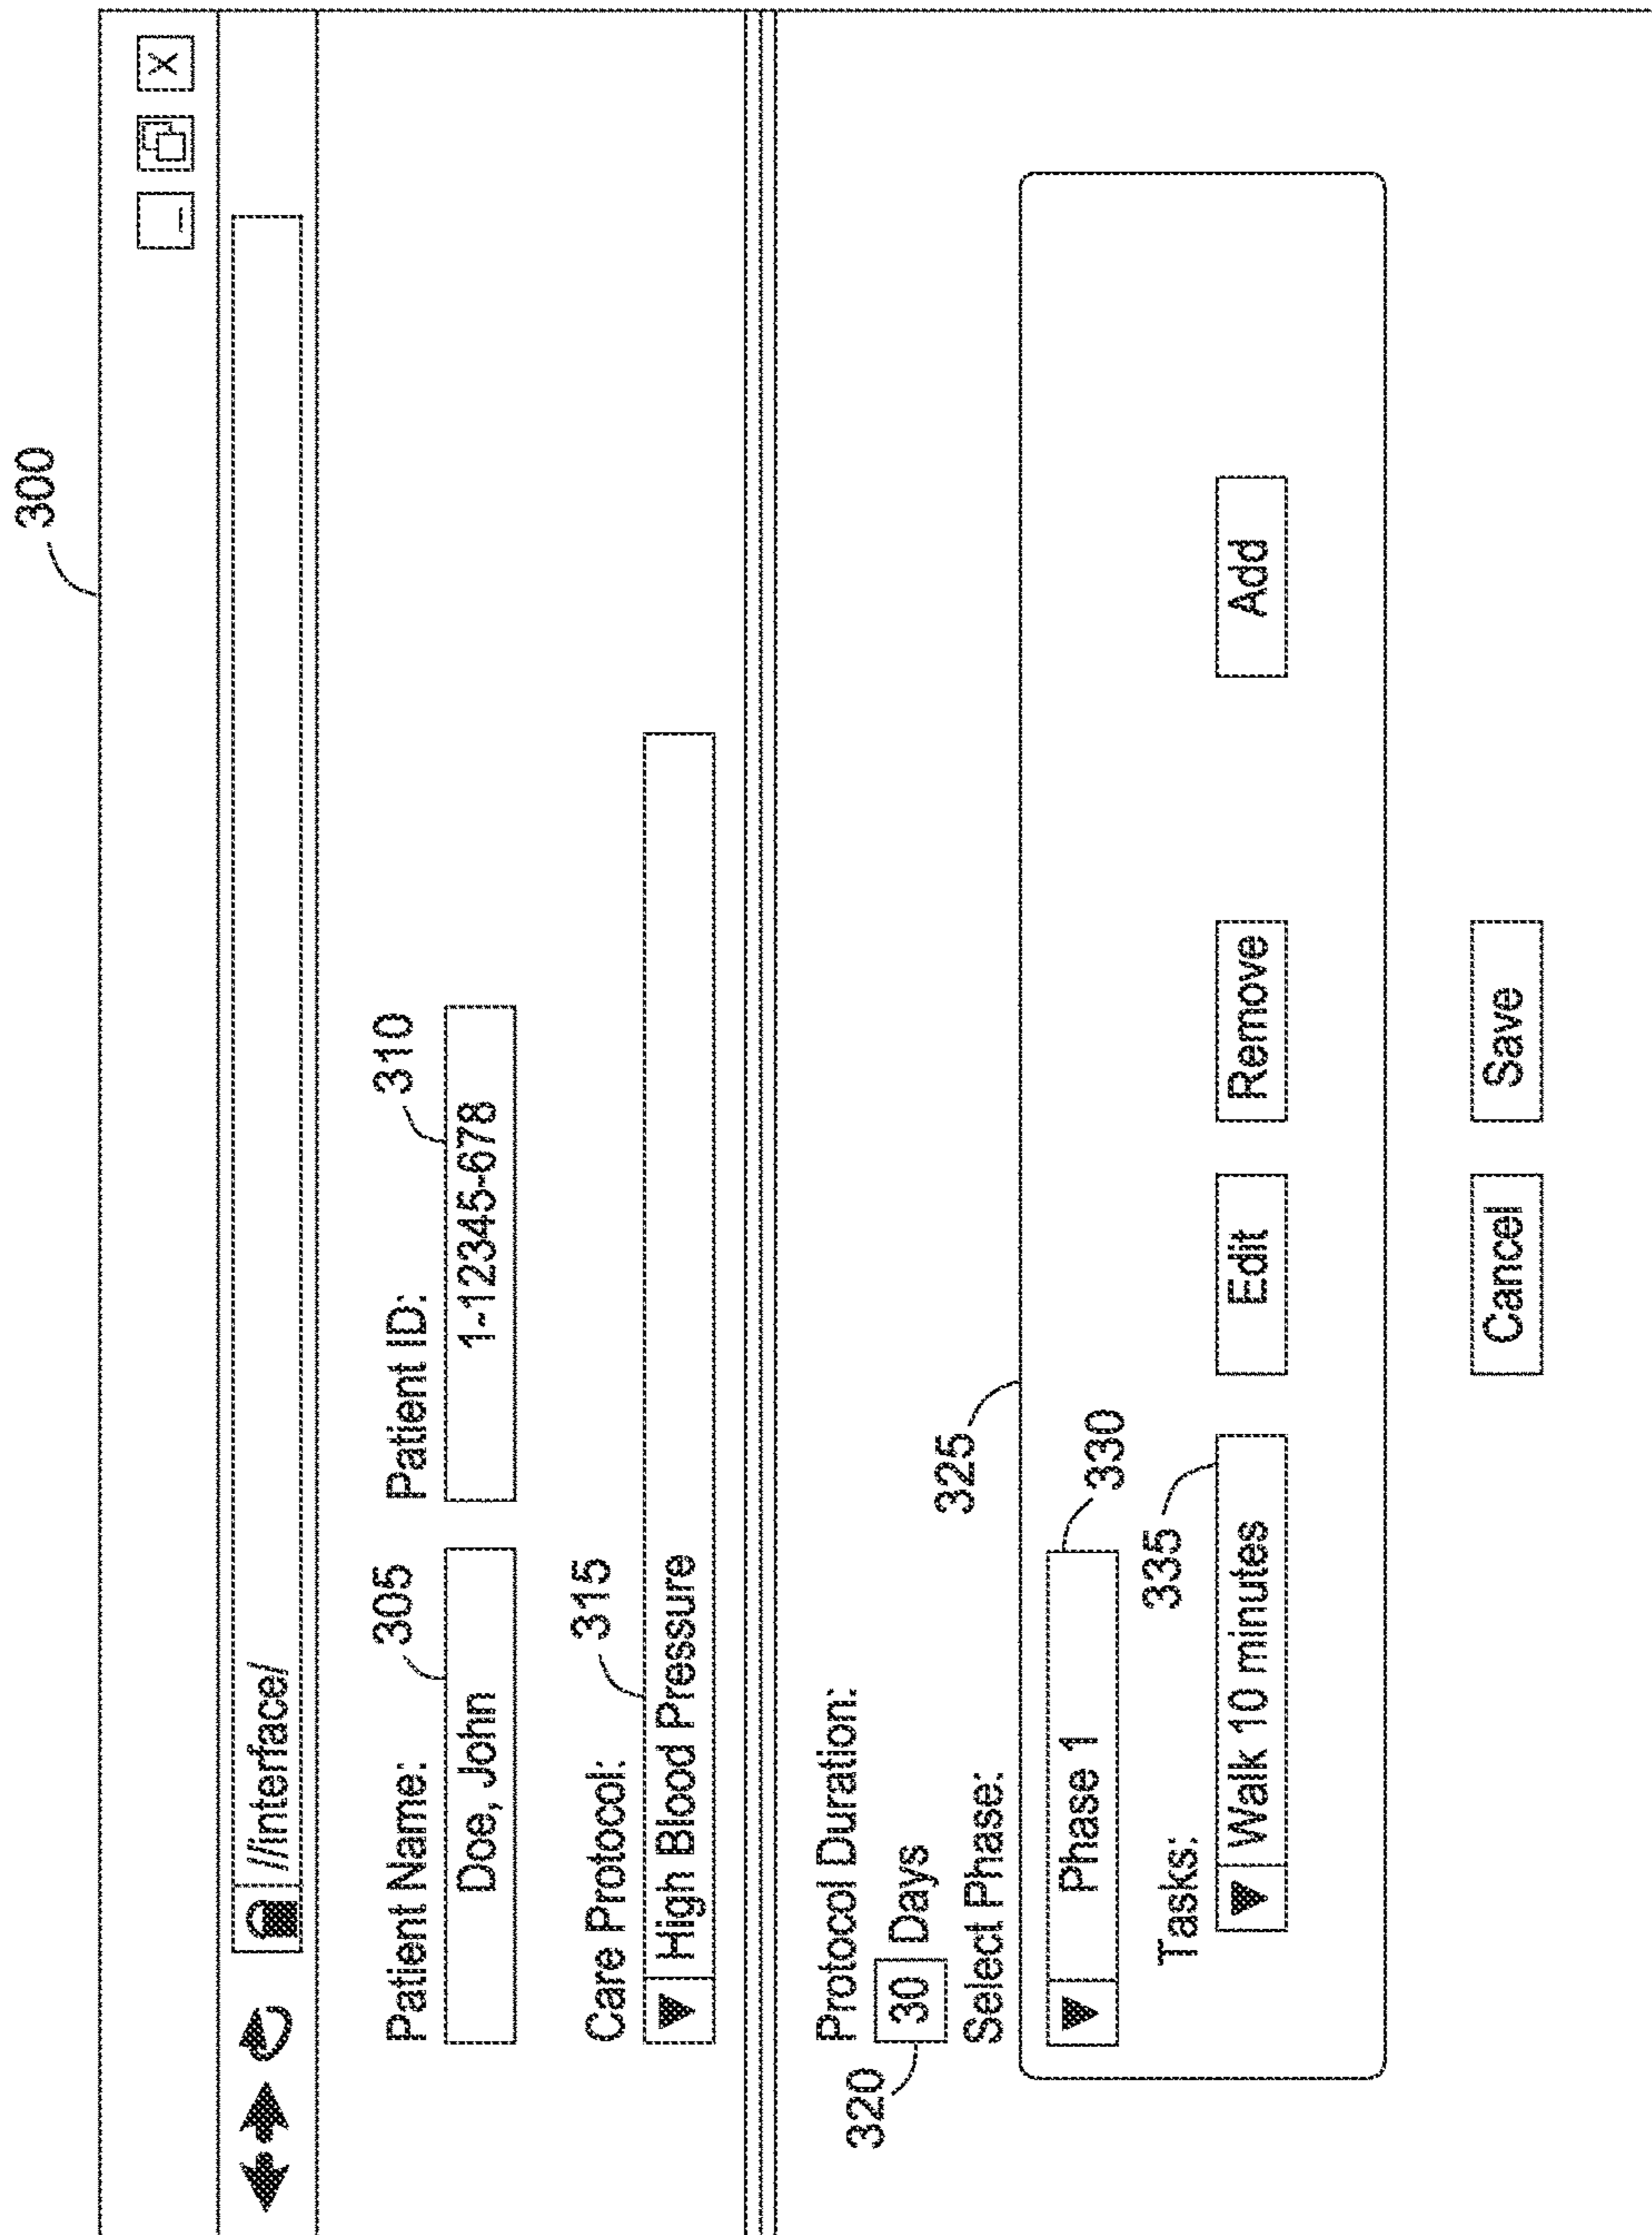 300
_ X
//interface/
Patient Name: 305 Patient ID: 310
Doe, John 1-12345-678
Care Protocol: 315
High Blood Pressure
Protocol Duration:
320 30 Days
Select Phase: 325
Phase 1 330
Tasks: 335
Walk 10 minutes Edit Remove Add
Cancel Save